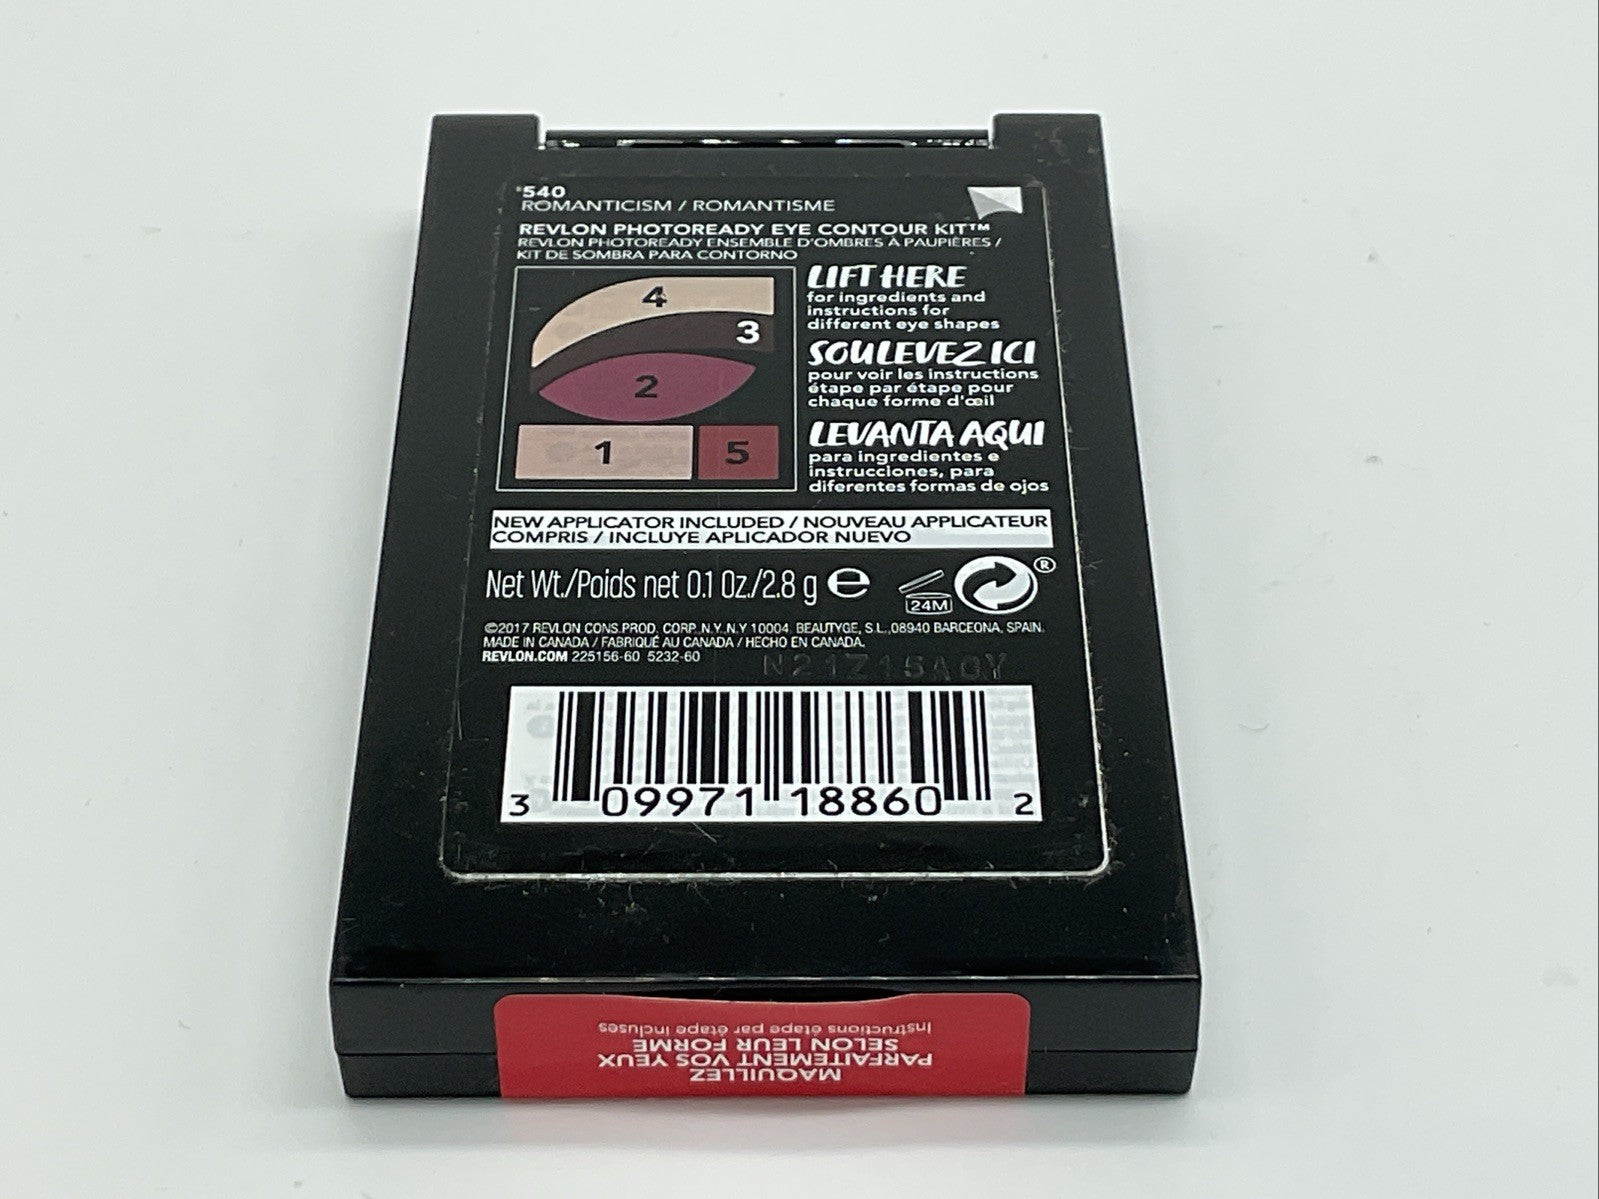 540
ROMANTICISM / ROMANTISME
REVLON PHOTOREADY EYE CONTOUR KIT™
REVLON PHOTOREADY ENSEMBLE D'OMBRES À PAUPIÈRES /
KIT DE SOMBRA PARA CONTORNO
4
3
2
1
5
LIFT HERE
for ingredients and
instructions for
different eye shapes
SOULEVEZ ICI
pour voir les instructions
étape par étape pour
chaque forme d'œil
LEVANTA AQUI
para ingredientes e
instrucciones, para
diferentes formas de ojos
NEW APPLICATOR INCLUDED / NOUVEAU APPLICATEUR
COMPRIS / INCLUYE APLICADOR NUEVO
Net Wt./Poids net 0.1 Oz./2.8 g ℮
24M
®
©2017 REVLON CONS.PROD. CORP.,N.Y.,N.Y 10004. BEAUTYGE, S.L.,08940 BARCEONA, SPAIN.
MADE IN CANADA / FABRIQUÉ AU CANADA / HECHO EN CANADA.
REVLON.COM 225156-60 5232-60
3 09971 18860 2
MAQUILLEZ
PARFAITEMENT VOS YEUX
SELON LEUR FORME
Instructions étape par étape incluses